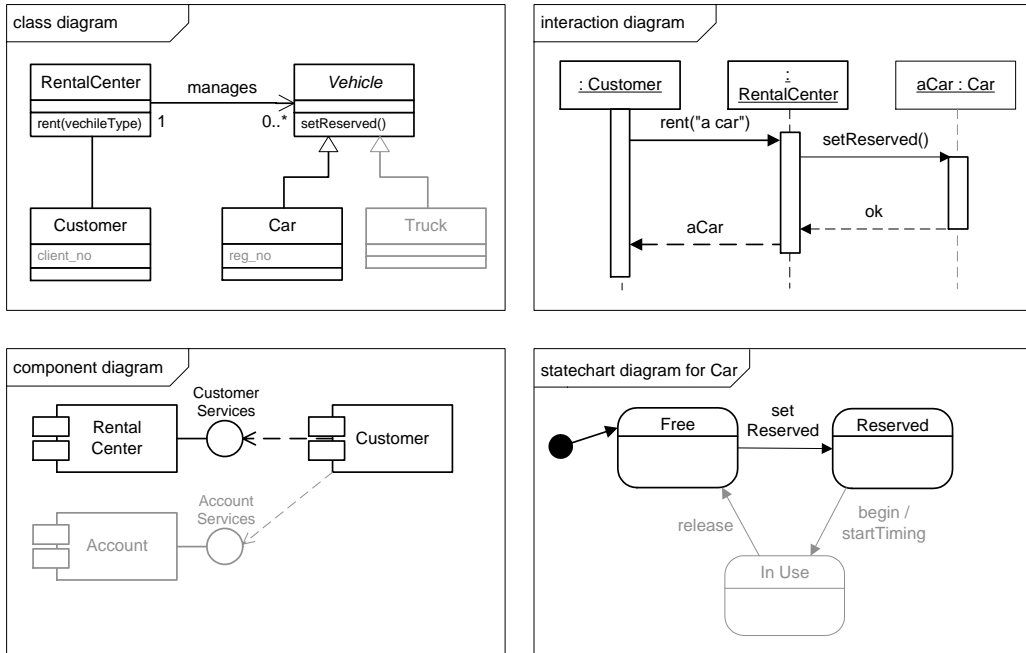 class diagram
RentalCenter
rent(vechileType)
manages
1
0..*
Vehicle
setReserved()
Customer
client_no
Car
reg_no
Truck
interaction diagram
: Customer
:
RentalCenter
aCar : Car
rent("a car")
setReserved()
ok
aCar
component diagram
Rental
Center
Customer
Services
Customer
Account
Account
Services
statechart diagram for Car
Free
set
Reserved
Reserved
release
begin /
startTiming
In Use